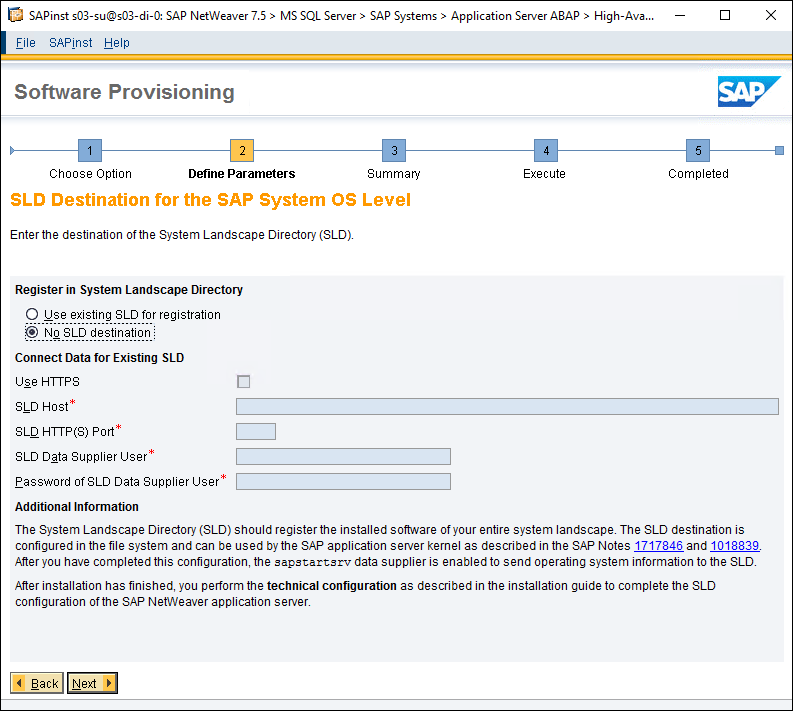 SAPinst s03-su@s03-di-0: SAP NetWeaver 7.5 > MS SQL Server > SAP Systems > Application Server ABAP > High-Ava...
File SAPinst Help
Software Provisioning
SAP
1 2 3 4 5
Choose Option Define Parameters Summary Execute Completed
SLD Destination for the SAP System OS Level
Enter the destination of the System Landscape Directory (SLD).
Register in System Landscape Directory
Use existing SLD for registration
No SLD destination
Connect Data for Existing SLD
Use HTTPS
SLD Host*
SLD HTTP(S) Port*
SLD Data Supplier User*
Password of SLD Data Supplier User*
Additional Information
The System Landscape Directory (SLD) should register the installed software of your entire system landscape. The SLD destination is
configured in the file system and can be used by the SAP application server kernel as described in the SAP Notes 1717846 and 1018839.
After you have completed this configuration, the sapstartsrv data supplier is enabled to send operating system information to the SLD.
After installation has finished, you perform the technical configuration as described in the installation guide to complete the SLD
configuration of the SAP NetWeaver application server.
Back Next